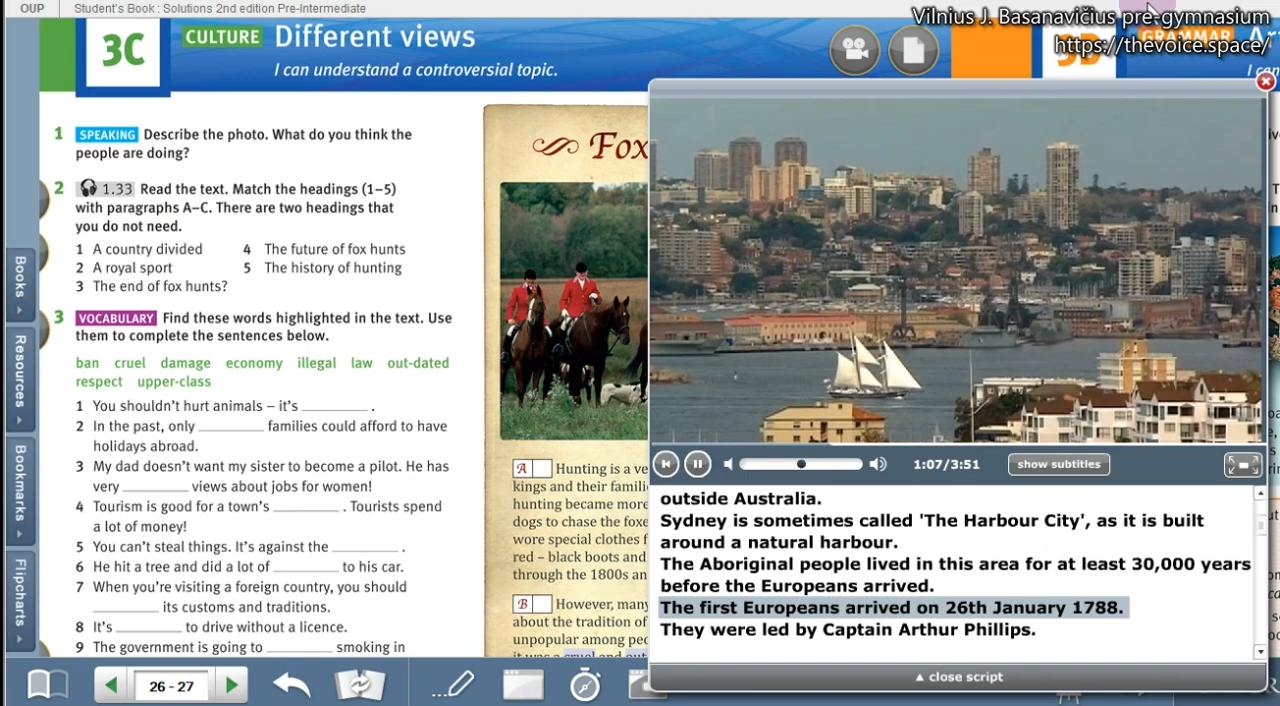 OUP Student's Book : Solutions 2nd edition Pre-Intermediate
Vilnius J. Basanavičius pre-gymnasium
https://thevoice.space/
3C
CULTURE Different views
I can understand a controversial topic.
GRAMMAR
I can
1 SPEAKING Describe the photo. What do you think the
people are doing?
2 1.33 Read the text. Match the headings (1–5)
with paragraphs A–C. There are two headings that
you do not need.
1 A country divided 4 The future of fox hunts
2 A royal sport 5 The history of hunting
3 The end of fox hunts?
3 VOCABULARY Find these words highlighted in the text. Use
them to complete the sentences below.
ban cruel damage economy illegal law out-dated
respect upper-class
1 You shouldn't hurt animals – it's ________ .
2 In the past, only ________ families could afford to have
holidays abroad.
3 My dad doesn't want my sister to become a pilot. He has
very ________ views about jobs for women!
4 Tourism is good for a town's ________ . Tourists spend
a lot of money!
5 You can't steal things. It's against the ________ .
6 He hit a tree and did a lot of ________ to his car.
7 When you're visiting a foreign country, you should
________ its customs and traditions.
8 It's ________ to drive without a licence.
9 The government is going to ________ smoking in
Books
Resources
Bookmarks
Flipcharts
Fox
A Hunting is a ve
kings and their famili
hunting became more
dogs to chase the foxe
wore special clothes f
red – black boots and
through the 1800s an
B However, many
about the tradition of
unpopular among peo
it was a cruel and out
1:07/3:51 show subtitles
outside Australia.
Sydney is sometimes called 'The Harbour City', as it is built
around a natural harbour.
The Aboriginal people lived in this area for at least 30,000 years
before the Europeans arrived.
The first Europeans arrived on 26th January 1788.
They were led by Captain Arthur Phillips.
▲ close script
26 - 27